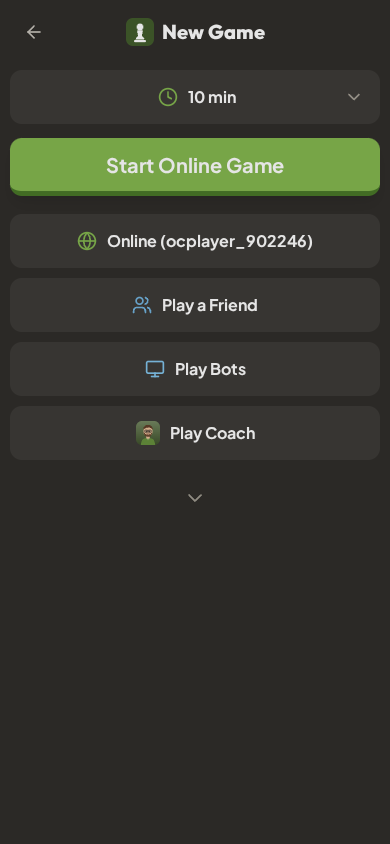 New Game
10 min
Start Online Game
Online (ocplayer_902246)
Play a Friend
Play Bots
Play Coach